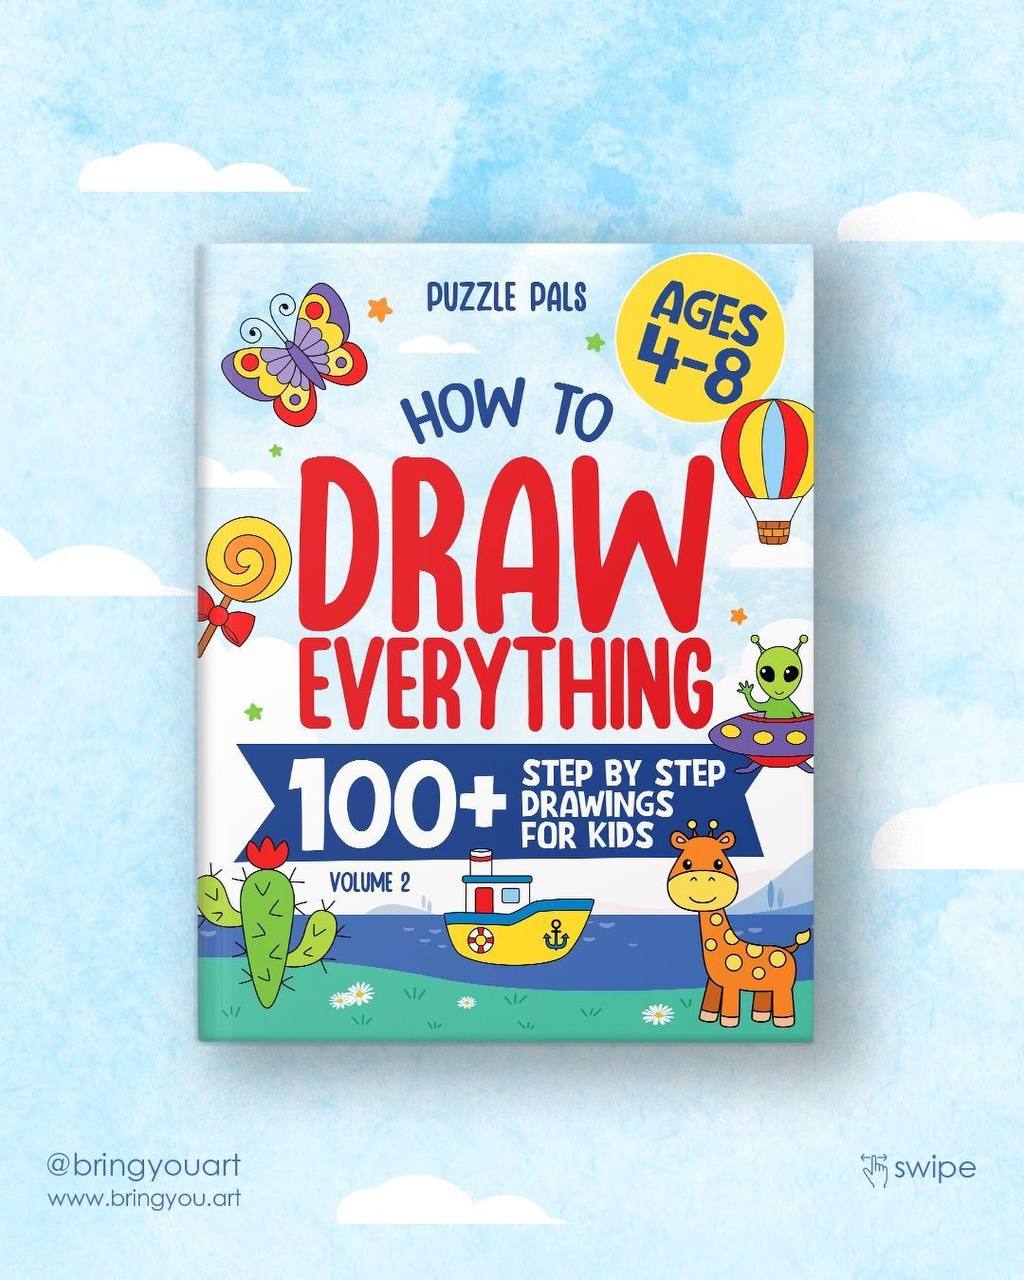 PUZZLE PALS
AGES
4-8
HOW TO
DRAW
EVERYTHING
100+
STEP BY STEP
DRAWINGS
FOR KIDS
VOLUME 2
@bringyouart
www.bringyou.art
swipe